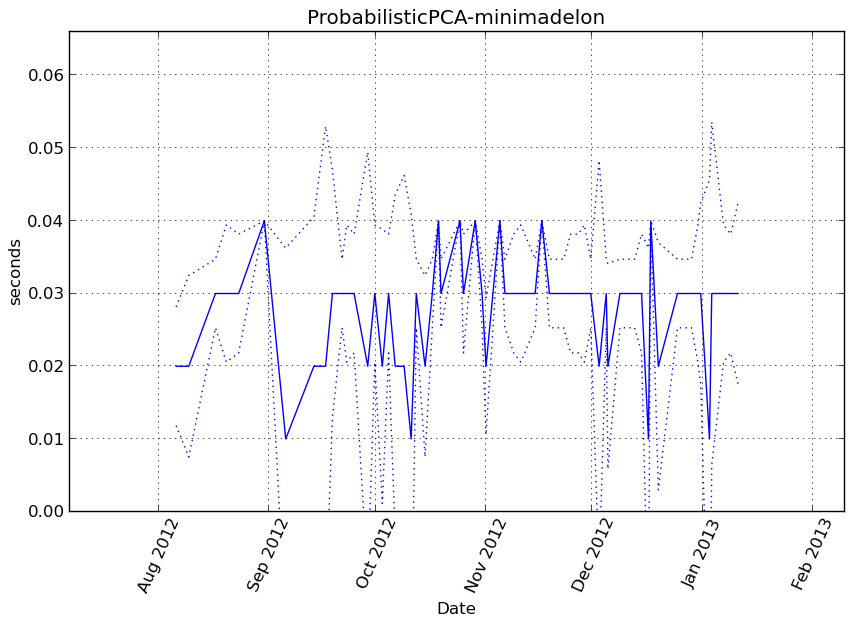 ProbabilisticPCA-minimadelon
0.06
0.05
0.04
0.03
0.02
0.01
0.00
seconds
Aug 2012
Sep 2012
Oct 2012
Nov 2012
Dec 2012
Jan 2013
Feb 2013
Date